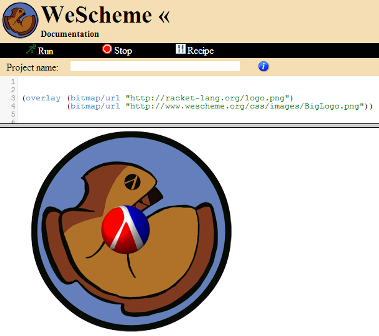 WeScheme «
Documentation
Run Stop Recipe
Project name:
1
2
3 (overlay (bitmap/url "http://racket-lang.org/logo.png")
4 (bitmap/url "http://www.wescheme.org/css/images/BigLogo.png"))
5
6